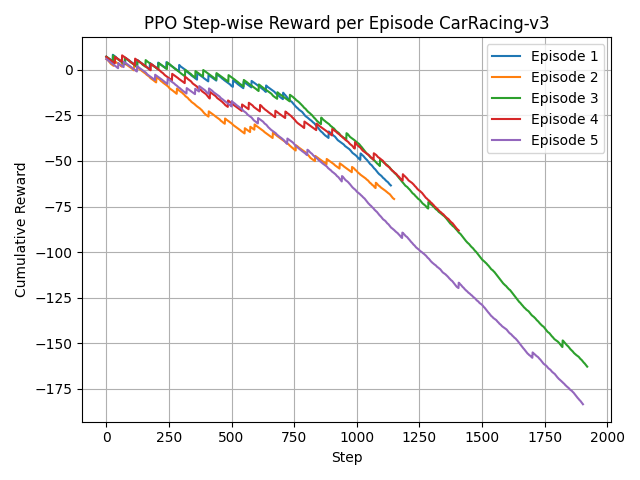 PPO Step-wise Reward per Episode CarRacing-v3
Episode 1
Episode 2
Episode 3
Episode 4
Episode 5
Cumulative Reward
0
−25
−50
−75
−100
−125
−150
−175
0 250 500 750 1000 1250 1500 1750 2000
Step